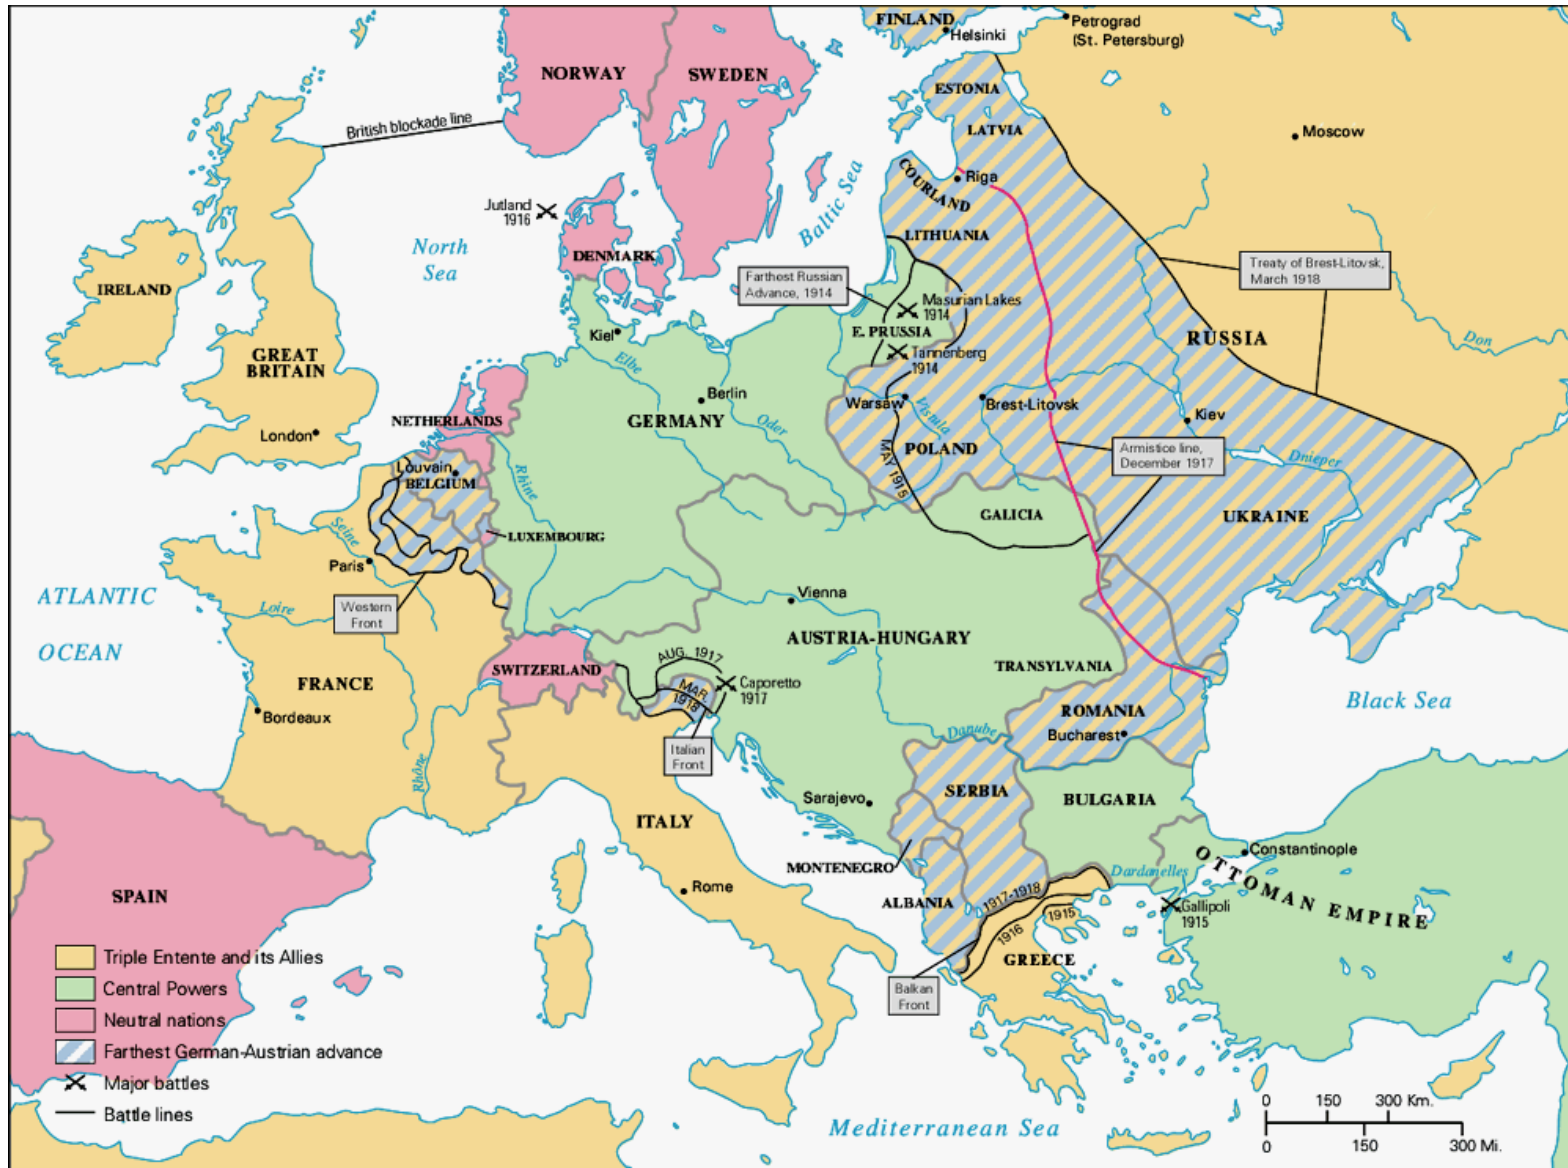 FINLAND
Helsinki
Petrograd
(St. Petersburg)
NORWAY
SWEDEN
ESTONIA
British blockade line
LATVIA
Moscow
COURLAND
Riga
Baltic Sea
Jutland
1916
North
Sea
LITHUANIA
DENMARK
Farthest Russian
Advance, 1914
Treaty of Brest-Litovsk,
March 1918
IRELAND
Masurian Lakes
1914
E. PRUSSIA
Kiel
RUSSIA
Don
GREAT
BRITAIN
Elbe
Tannenberg
1914
Berlin
Warsaw
Vistula
Brest-Litovsk
Kiev
NETHERLANDS
GERMANY
Oder
London
POLAND
MAY 1915
Armistice line,
December 1917
Dnieper
Louvain
BELGIUM
Rhine
GALICIA
UKRAINE
Seine
LUXEMBOURG
Paris
ATLANTIC
OCEAN
Loire
Western
Front
Vienna
AUSTRIA-HUNGARY
TRANSYLVANIA
SWITZERLAND
AUG. 1917
FRANCE
MAR.
1918
Caporetto
1917
Black Sea
Bordeaux
ROMANIA
Bucharest
Danube
Italian
Front
Rhône
SERBIA
BULGARIA
Sarajevo
ITALY
MONTENEGRO
Constantinople
OTTOMAN EMPIRE
Dardanelles
SPAIN
Rome
ALBANIA
1917-1918
1915
1916
Gallipoli
1915
GREECE
Balkan
Front
Triple Entente and its Allies
Central Powers
Neutral nations
Farthest German-Austrian advance
Major battles
Battle lines
Mediterranean Sea
0 150 300 Km.
0 150 300 Mi.